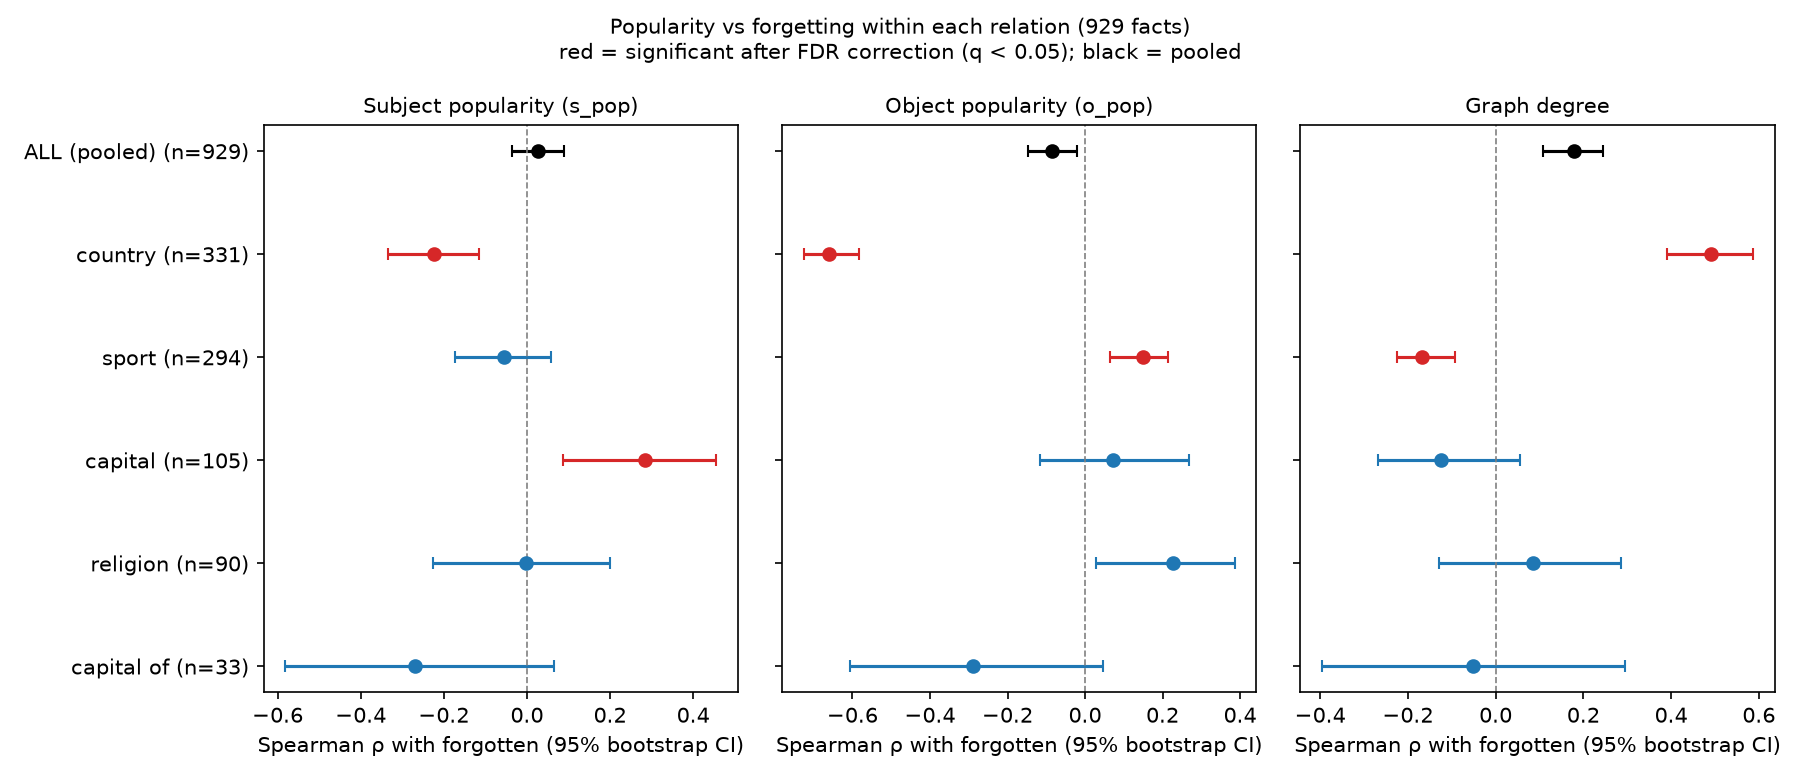 Popularity vs forgetting within each relation (929 facts)
red = significant after FDR correction (q < 0.05); black = pooled
Subject popularity (s_pop)
Object popularity (o_pop)
Graph degree
ALL (pooled) (n=929)
country (n=331)
sport (n=294)
capital (n=105)
religion (n=90)
capital of (n=33)
−0.6 −0.4 −0.2 0.0 0.2 0.4
−0.6 −0.4 −0.2 0.0 0.2 0.4
−0.4 −0.2 0.0 0.2 0.4 0.6
Spearman ρ with forgotten (95% bootstrap CI)
Spearman ρ with forgotten (95% bootstrap CI)
Spearman ρ with forgotten (95% bootstrap CI)